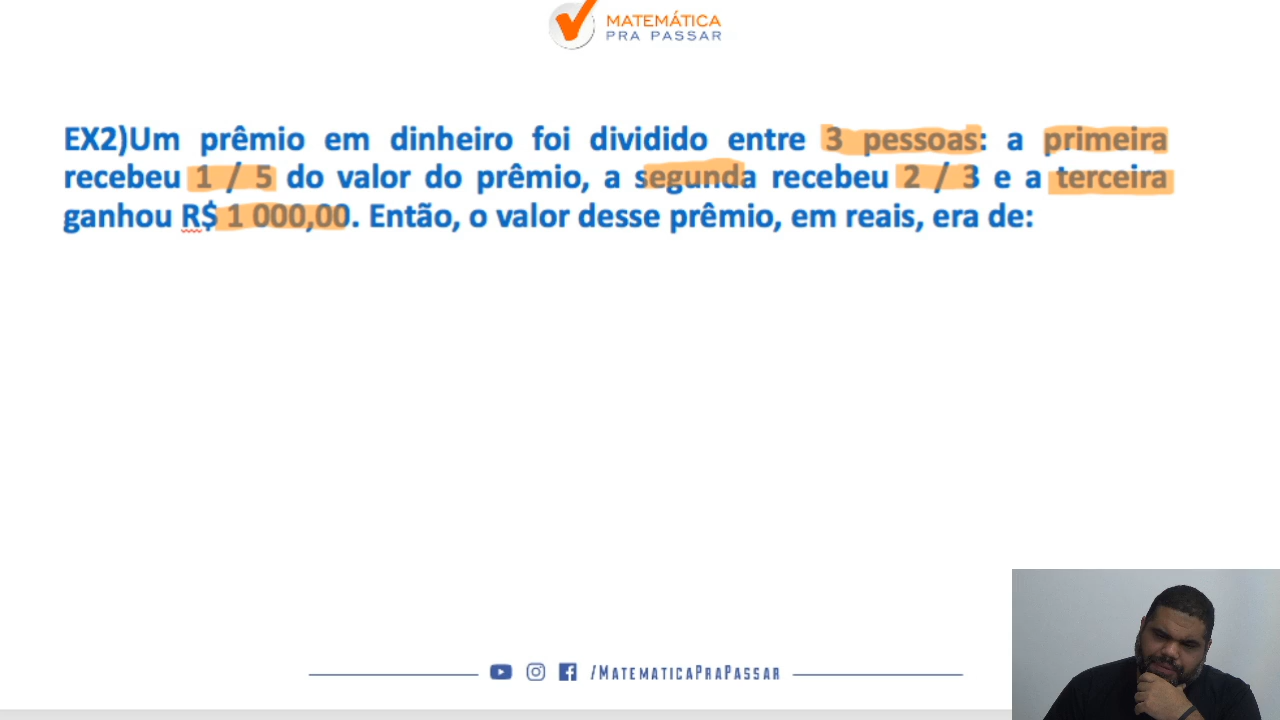 MATEMÁTICA
PRA PASSAR
EX2)Um prêmio em dinheiro foi dividido entre 3 pessoas: a primeira
recebeu 1 / 5 do valor do prêmio, a segunda recebeu 2 / 3 e a terceira
ganhou R$ 1 000,00. Então, o valor desse prêmio, em reais, era de:
/MATEMATICAPRAPASSAR